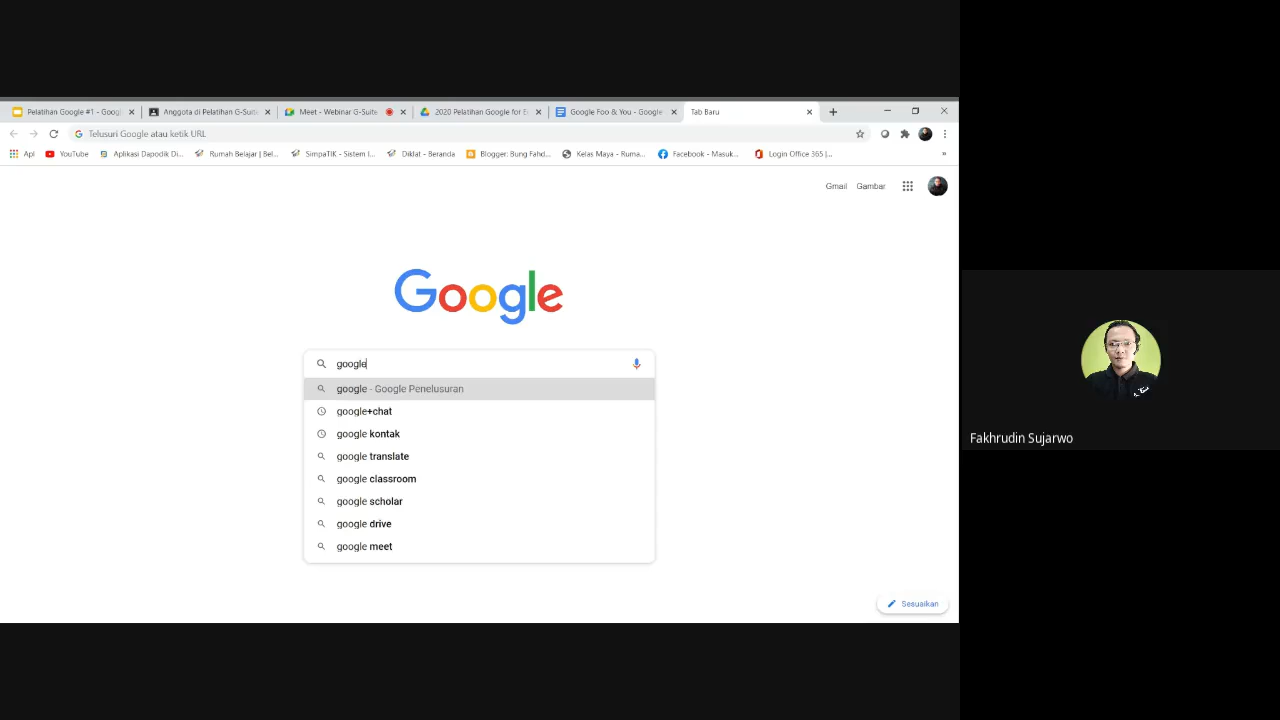 Pelatihan Google #1 - Googl
Anggota di Pelatihan G-Suite
Meet - Webinar G-Suite
2020 Pelatihan Google for E
Google Foo & You - Google
Tab Baru
Telusuri Google atau ketik URL
Apl
YouTube
Aplikasi Dapodik Di...
Rumah Belajar | Bel...
SimpaTIK - Sistem I...
Diklat - Beranda
Blogger: Bung Fahd...
Kelas Maya - Ruma...
Facebook - Masuk...
Login Office 365 |...
»
Gmail
Gambar
Google
google
google - Google Penelusuran
google+chat
google kontak
google translate
google classroom
google scholar
google drive
google meet
Sesuaikan
Fakhrudin Sujarwo